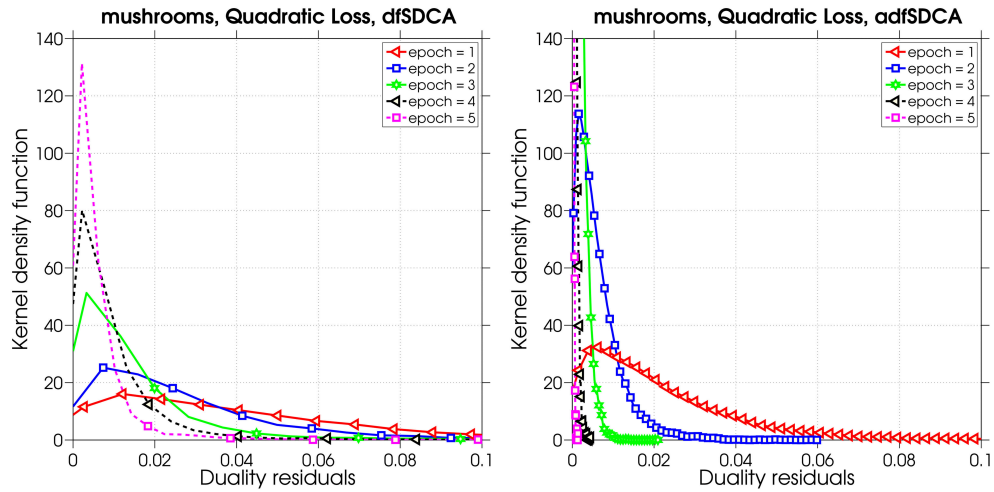 mushrooms, Quadratic Loss, dfSDCA
140
120
100
80
60
40
20
0
Kernel density function
0
0.02
0.04
0.06
0.08
0.1
Duality residuals
epoch = 1
epoch = 2
epoch = 3
epoch = 4
epoch = 5
mushrooms, Quadratic Loss, adfSDCA
140
120
100
80
60
40
20
0
Kernel density function
0
0.02
0.04
0.06
0.08
0.1
Duality residuals
epoch = 1
epoch = 2
epoch = 3
epoch = 4
epoch = 5